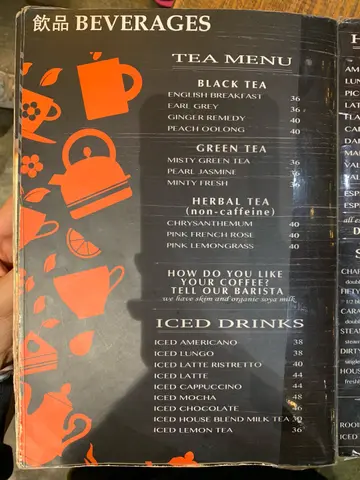 飲品 BEVERAGES
TEA MENU
BLACK TEA
ENGLISH BREAKFAST 36
EARL GREY 36
GINGER REMEDY 40
PEACH OOLONG 40
GREEN TEA
MISTY GREEN TEA 36
PEARL JASMINE 36
MINTY FRESH 36
HERBAL TEA
(non-caffeine)
CHRYSANTHEMUM 40
PINK FRENCH ROSE 40
PINK LEMONGRASS 40
HOW DO YOU LIKE
YOUR COFFEE?
TELL OUR BARISTA
we have skim and organic soya milk
ICED DRINKS
ICED AMERICANO 38
ICED LUNGO 38
ICED LATTE RISTRETTO 40
ICED LATTE 44
ICED CAPPUCCINO 44
ICED MOCHA 48
ICED CHOCOLATE 46
ICED HOUSE BLEND MILK TEA 30
ICED LEMON TEA 36